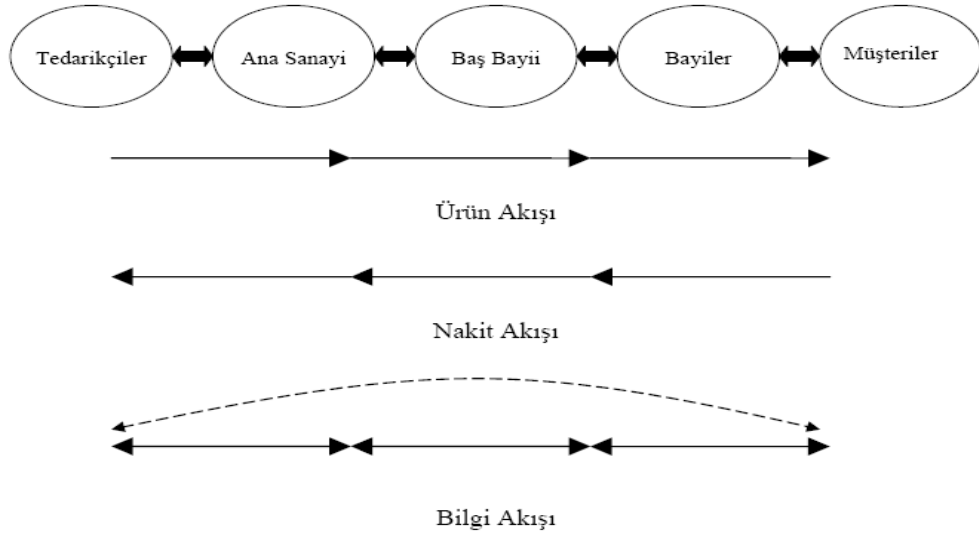 Tedarikçiler
Ana Sanayi
Baş Bayii
Bayiler
Müşteriler
Ürün Akışı
Nakit Akışı
Bilgi Akışı